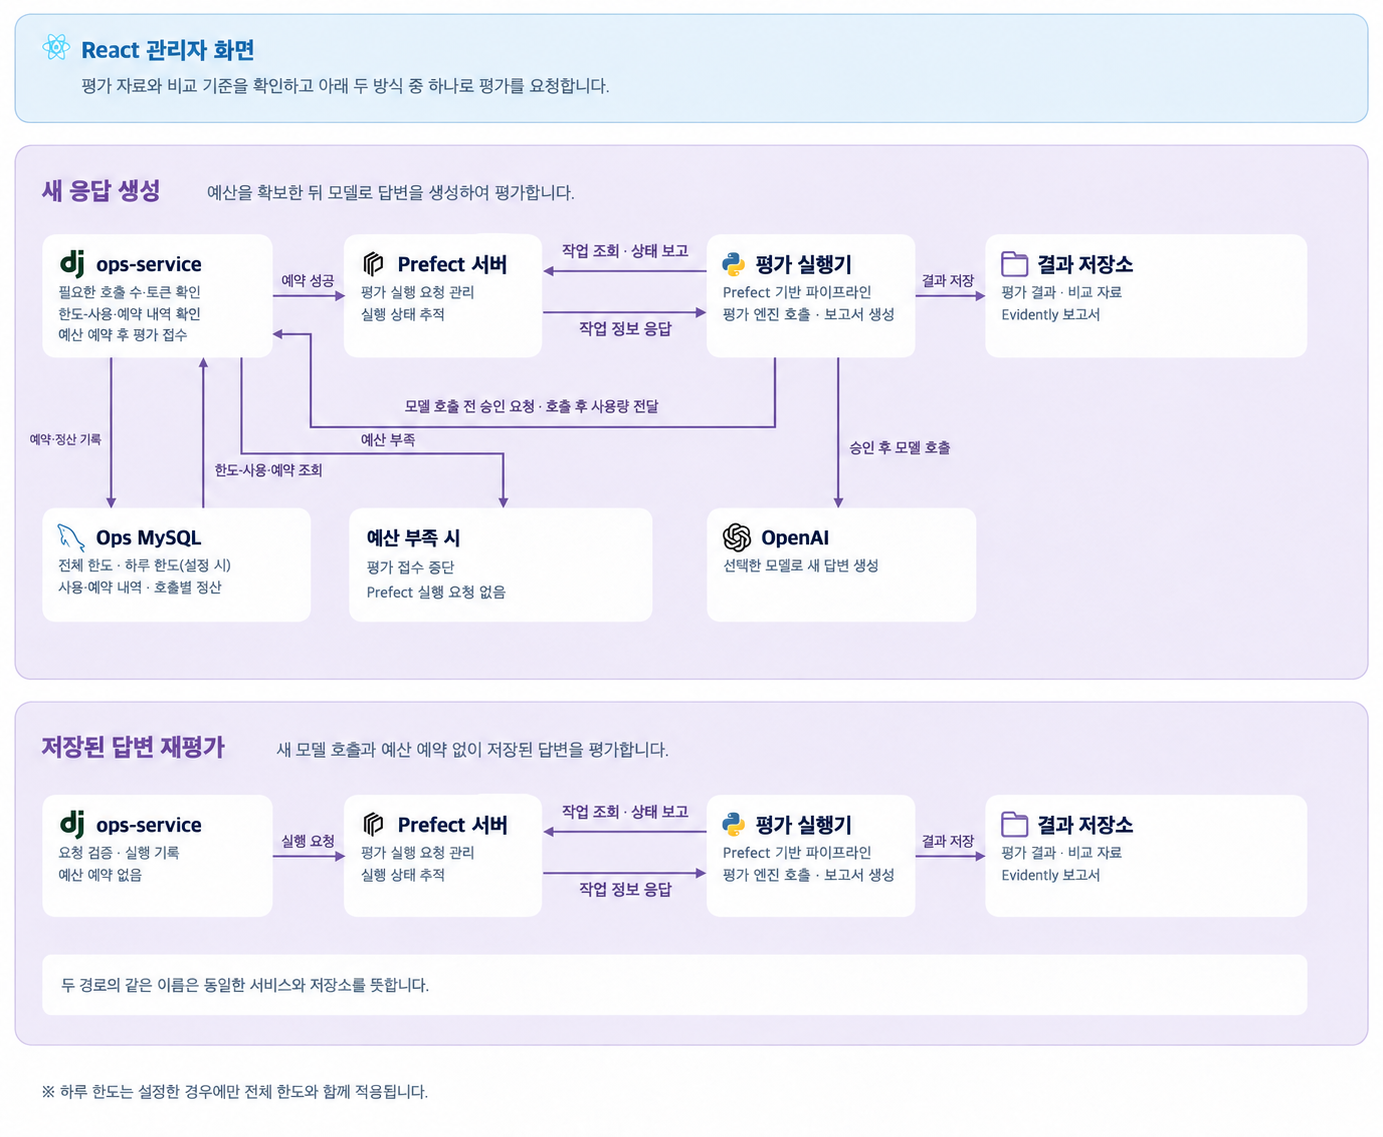 React 관리자 화면
평가 자료와 비교 기준을 확인하고 아래 두 방식 중 하나로 평가를 요청합니다.
새 응답 생성
예산을 확보한 뒤 모델로 답변을 생성하여 평가합니다.
dj ops-service
필요한 호출 수·토큰 확인
한도·사용·예약 내역 확인
예산 예약 후 평가 접수
예약 성공
Prefect 서버
평가 실행 요청 관리
실행 상태 추적
작업 조회 · 상태 보고
작업 정보 응답
평가 실행기
Prefect 기반 파이프라인
평가 엔진 호출 · 보고서 생성
결과 저장
결과 저장소
평가 결과 · 비교 자료
Evidently 보고서
모델 호출 전 승인 요청 · 호출 후 사용량 전달
예산 부족
예약·정산 기록
한도·사용·예약 조회
승인 후 모델 호출
Ops MySQL
전체 한도 · 하루 한도(설정 시)
사용·예약 내역 · 호출별 정산
예산 부족 시
평가 접수 중단
Prefect 실행 요청 없음
OpenAI
선택한 모델로 새 답변 생성
저장된 답변 재평가
새 모델 호출과 예산 예약 없이 저장된 답변을 평가합니다.
dj ops-service
요청 검증 · 실행 기록
예산 예약 없음
실행 요청
Prefect 서버
평가 실행 요청 관리
실행 상태 추적
작업 조회 · 상태 보고
작업 정보 응답
평가 실행기
Prefect 기반 파이프라인
평가 엔진 호출 · 보고서 생성
결과 저장
결과 저장소
평가 결과 · 비교 자료
Evidently 보고서
두 경로의 같은 이름은 동일한 서비스와 저장소를 뜻합니다.
※ 하루 한도는 설정한 경우에만 전체 한도와 함께 적용됩니다.